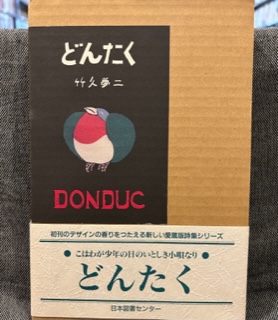 どんたく
竹久夢二
DONDUC
初刊のデザインの香りをつたえる新しい愛蔵版詩集シリーズ
● こはわが少年の日のいとしき小唄なり ●
どんたく
日本図書センター